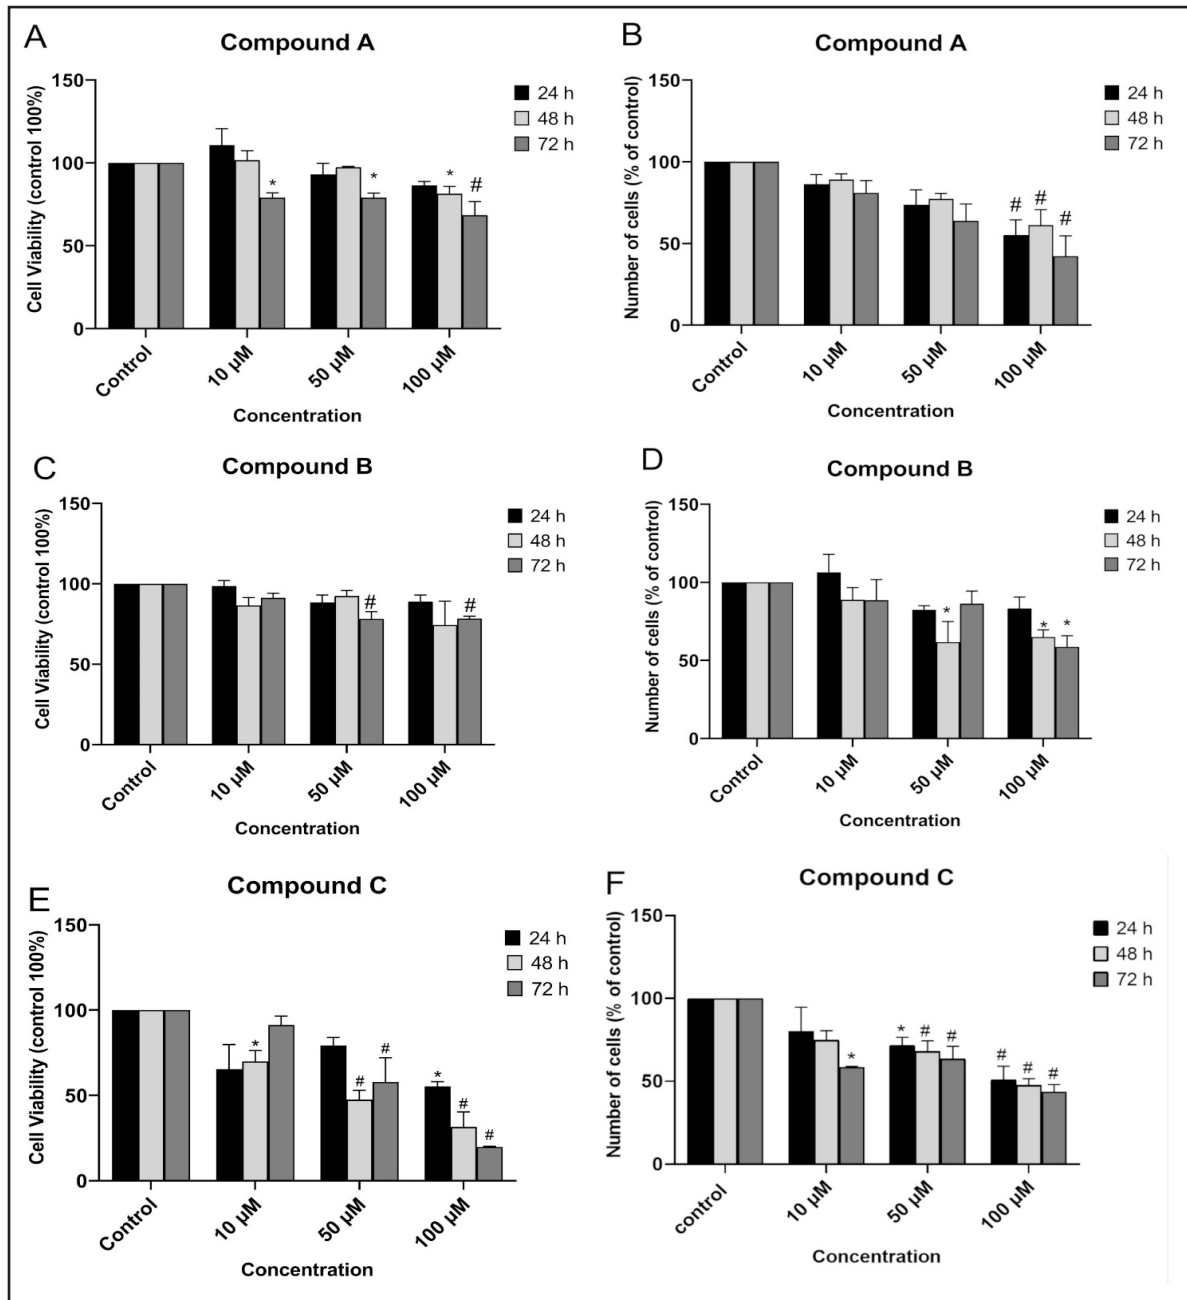 A
Compound A
Cell Viability (control 100%)
150
100
50
0
24 h
48 h
72 h
*
*
*
#
Control
10 µM
50 µM
100 µM
Concentration
B
Compound A
Number of cells (% of control)
150
100
50
0
24 h
48 h
72 h
#
#
#
Control
10 µM
50 µM
100 µM
Concentration
C
Compound B
Cell Viability (control 100%)
150
100
50
0
24 h
48 h
72 h
#
#
Control
10 µM
50 µM
100 µM
Concentration
D
Compound B
Number of cells (% of control)
150
100
50
0
24 h
48 h
72 h
*
*
*
Control
10 µM
50 µM
100 µM
Concentration
E
Compound C
Cell Viability (control 100%)
150
100
50
0
24 h
48 h
72 h
*
#
#
*
#
#
Control
10 µM
50 µM
100 µM
Concentration
F
Compound C
Number of cells (% of control)
150
100
50
0
24 h
48 h
72 h
*
*
#
#
#
#
#
control
10 µM
50 µM
100 µM
Concentration